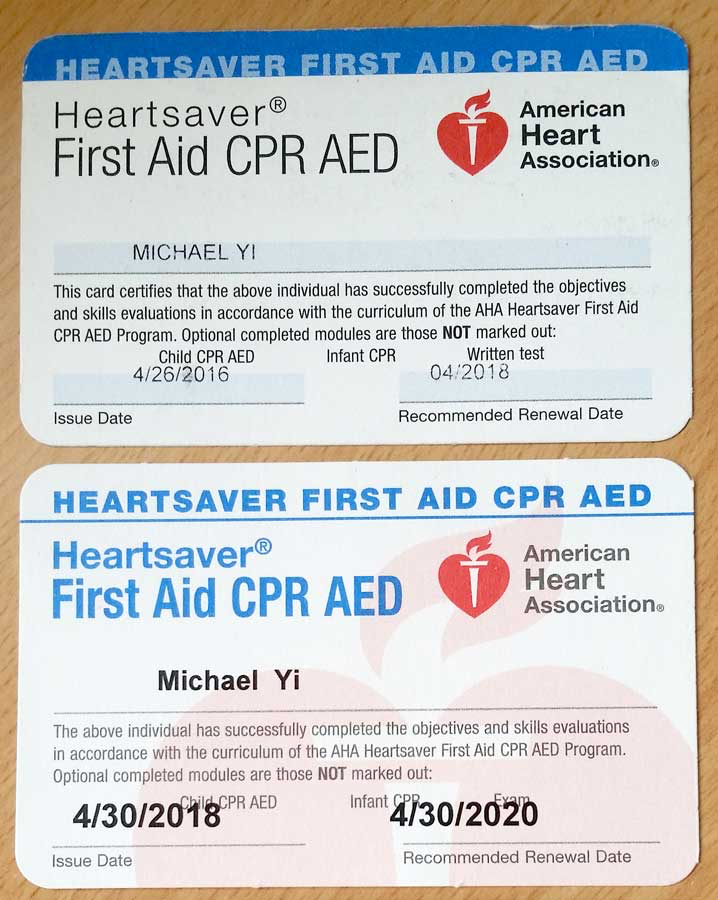 HEARTSAVER FIRST AID CPR AED
Heartsaver®
First Aid CPR AED
American
Heart
Association®
MICHAEL YI
This card certifies that the above individual has successfully completed the objectives
and skills evaluations in accordance with the curriculum of the AHA Heartsaver First Aid
CPR AED Program. Optional completed modules are those NOT marked out:
Child CPR AED Infant CPR Written test
4/26/2016 04/2018
Issue Date Recommended Renewal Date
HEARTSAVER FIRST AID CPR AED
Heartsaver®
First Aid CPR AED
American
Heart
Association®
Michael Yi
The above individual has successfully completed the objectives and skills evaluations
in accordance with the curriculum of the AHA Heartsaver First Aid CPR AED Program.
Optional completed modules are those NOT marked out:
Child CPR AED Infant CPR Exam
4/30/2018 4/30/2020
Issue Date Recommended Renewal Date